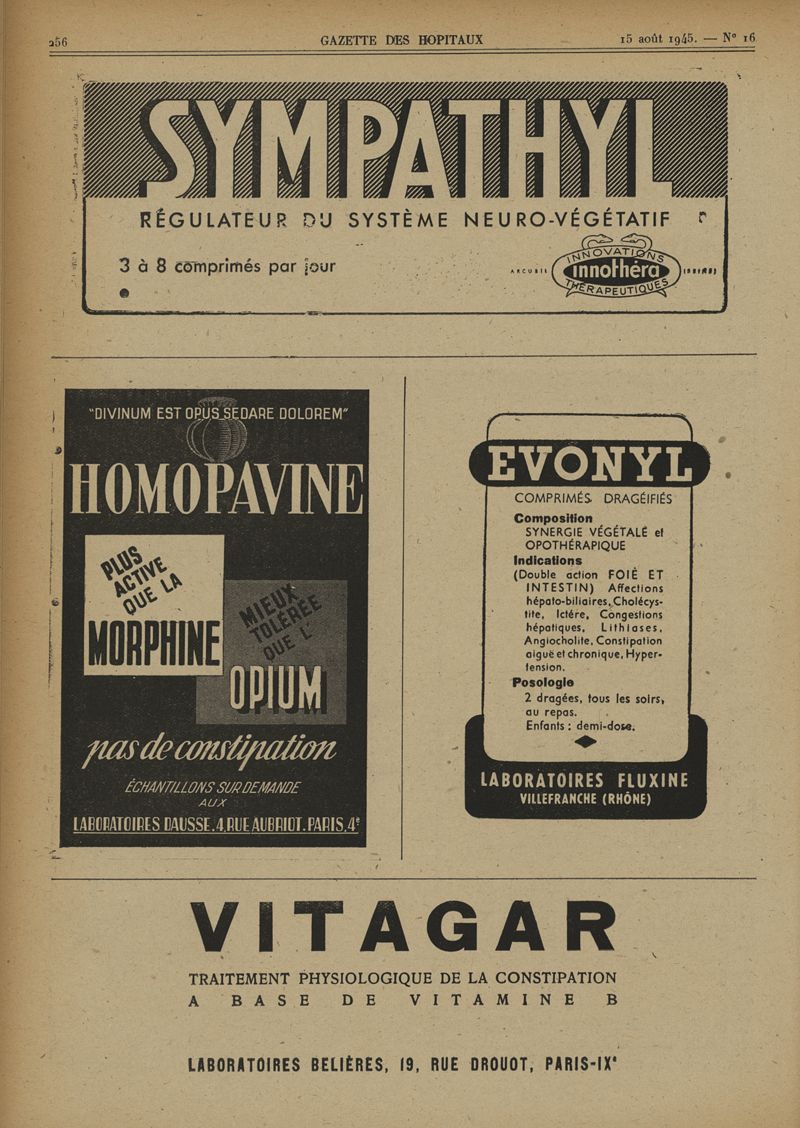 256 GAZETTE DES HOPITAUX 15 août 1945. — N° 16
SYMPATHYL
RÉGULATEUR DU SYSTÈME NEURO-VÉGÉTATIF
3 à 8 comprimés par jour
INNOVATIONS
ARCUEIL innothéra
THÉRAPEUTIQUES
"DIVINUM EST OPUS SEDARE DOLOREM"
HOMOPAVINE
PLUS
ACTIVE
QUE LA
MORPHINE
MIEUX
TOLÉRÉE
QUE L'
OPIUM
pas de constipation
ÉCHANTILLONS SUR DEMANDE
AUX
LABORATOIRES DAUSSE.4,RUE AUBRIOT.PARIS.4e
EVONYL
COMPRIMÉS DRAGÉIFIÉS
Composition
SYNERGIE VÉGÉTALE et
OPOTHÉRAPIQUE
Indications
(Double action FOIE ET
INTESTIN) Affections
hépato-biliaires, Cholécys-
tite, Ictére, Congestions
hépatiques, Lithiases,
Angiocholite, Constipation
aiguë et chronique, Hyper-
tension.
Posologie
2 dragées, tous les soirs,
au repas.
Enfants : demi-dose.
LABORATOIRES FLUXINE
VILLEFRANCHE (RHÔNE)
VITAGAR
TRAITEMENT PHYSIOLOGIQUE DE LA CONSTIPATION
A BASE DE VITAMINE B
LABORATOIRES BELIÈRES, 19, RUE DROUOT, PARIS-IXe